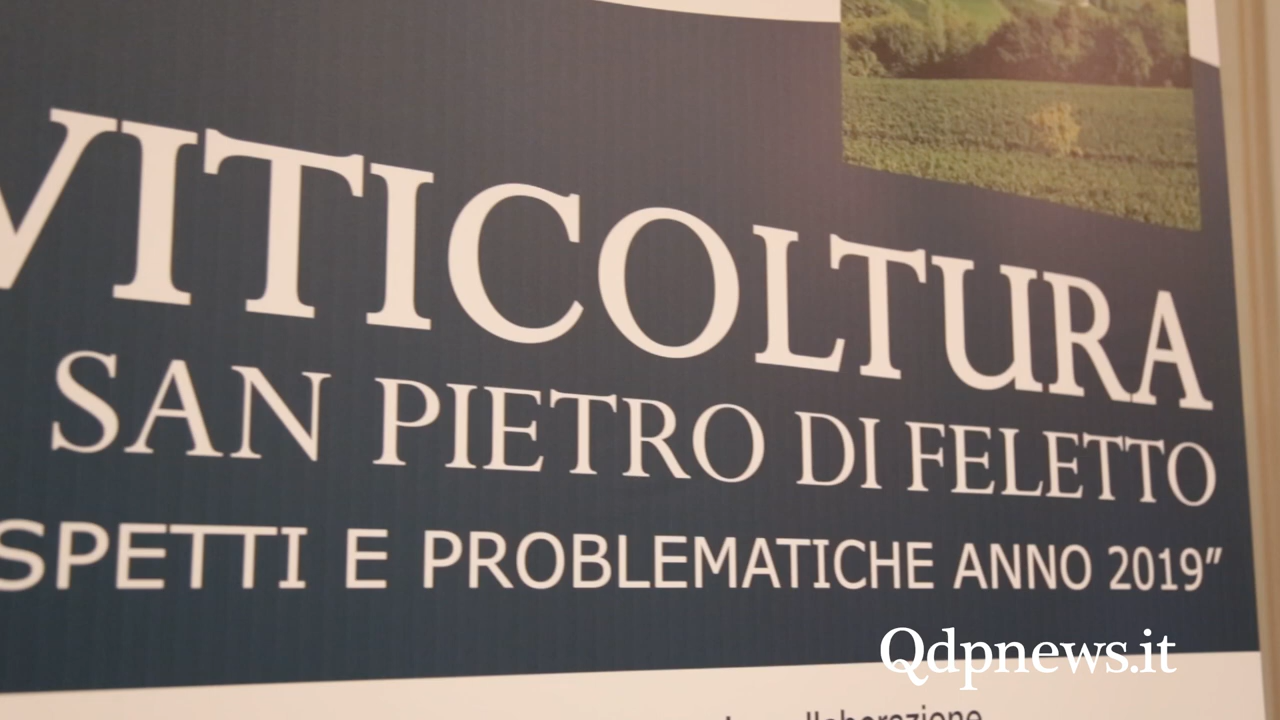 VITICOLTURA
SAN PIETRO DI FELETTO
SPETTI E PROBLEMATICHE ANNO 2019”
Qdpnews.it